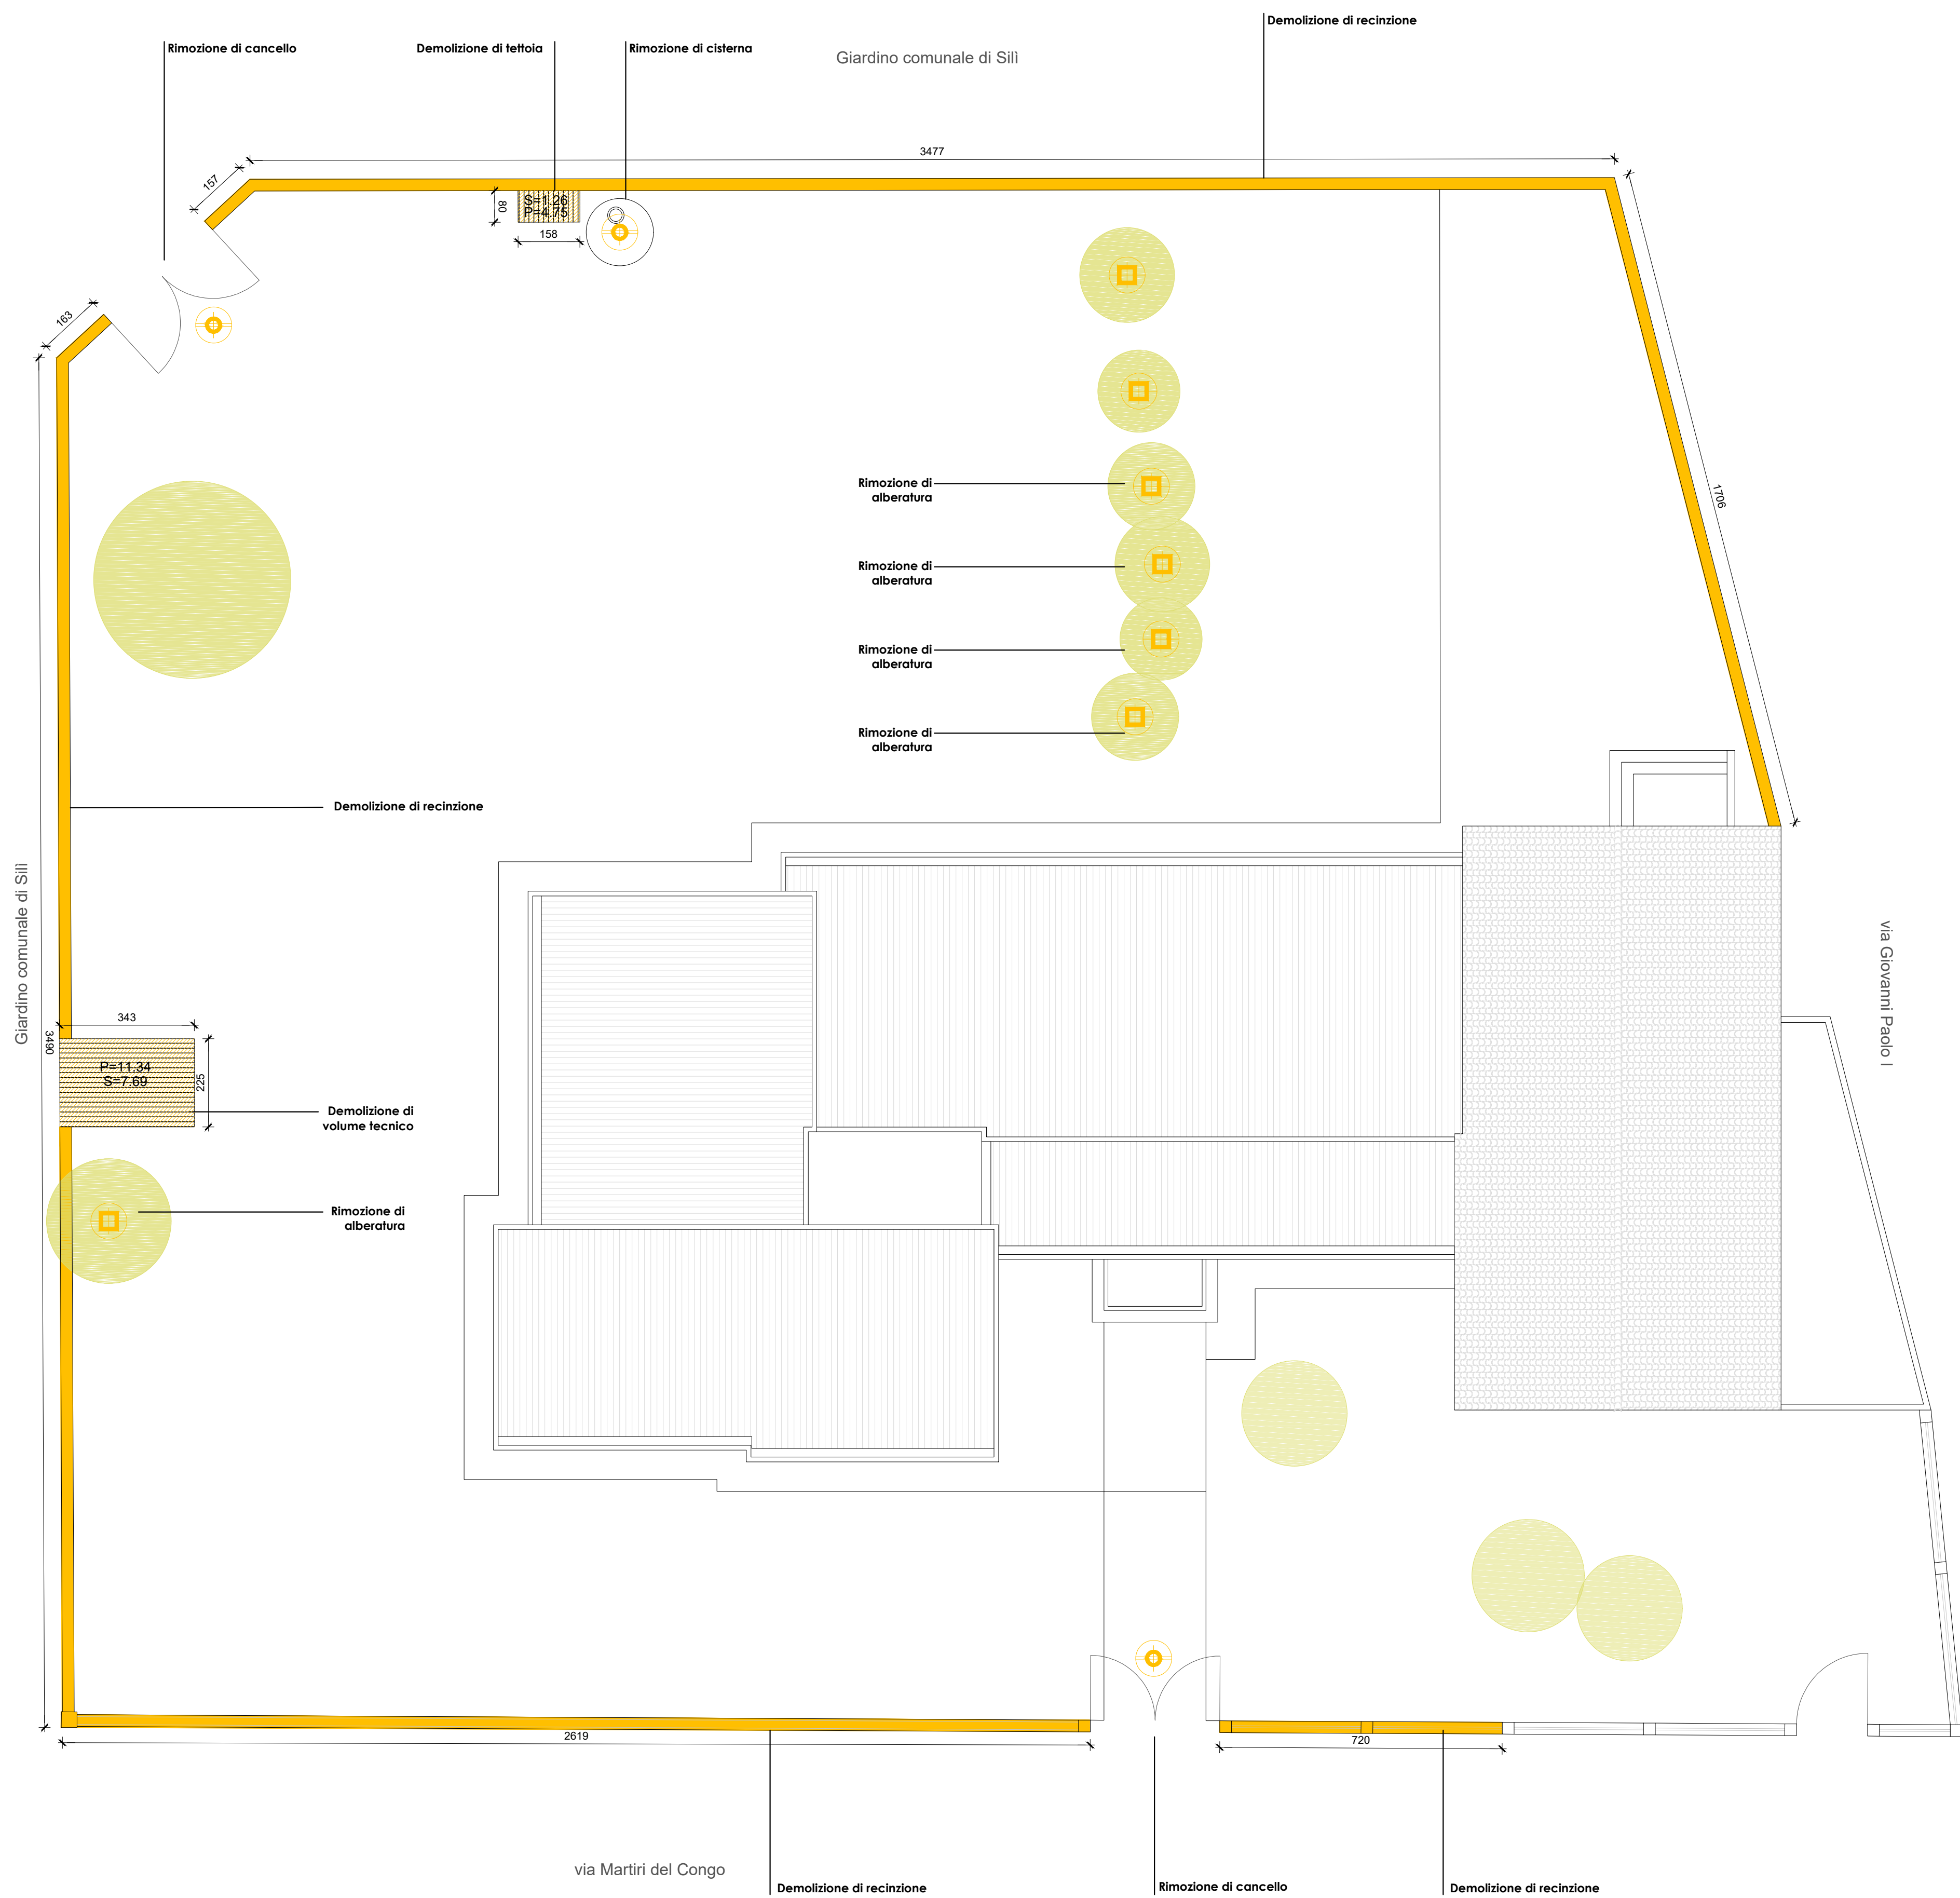 Demolizione di recinzione
Rimozione di cancello
Demolizione di tettoia
Rimozione di cisterna
Giardino comunale di Silì
3477
157
80
S=1.26
P=4.75
158
163
1706
Rimozione di
alberatura
Rimozione di
alberatura
Rimozione di
alberatura
Rimozione di
alberatura
Demolizione di recinzione
Giardino comunale di Silì
via Giovanni Paolo I
343
3490
P=11.34
S=7.69
225
Demolizione di
volume tecnico
Rimozione di
alberatura
2619
720
via Martiri del Congo
Demolizione di recinzione
Rimozione di cancello
Demolizione di recinzione